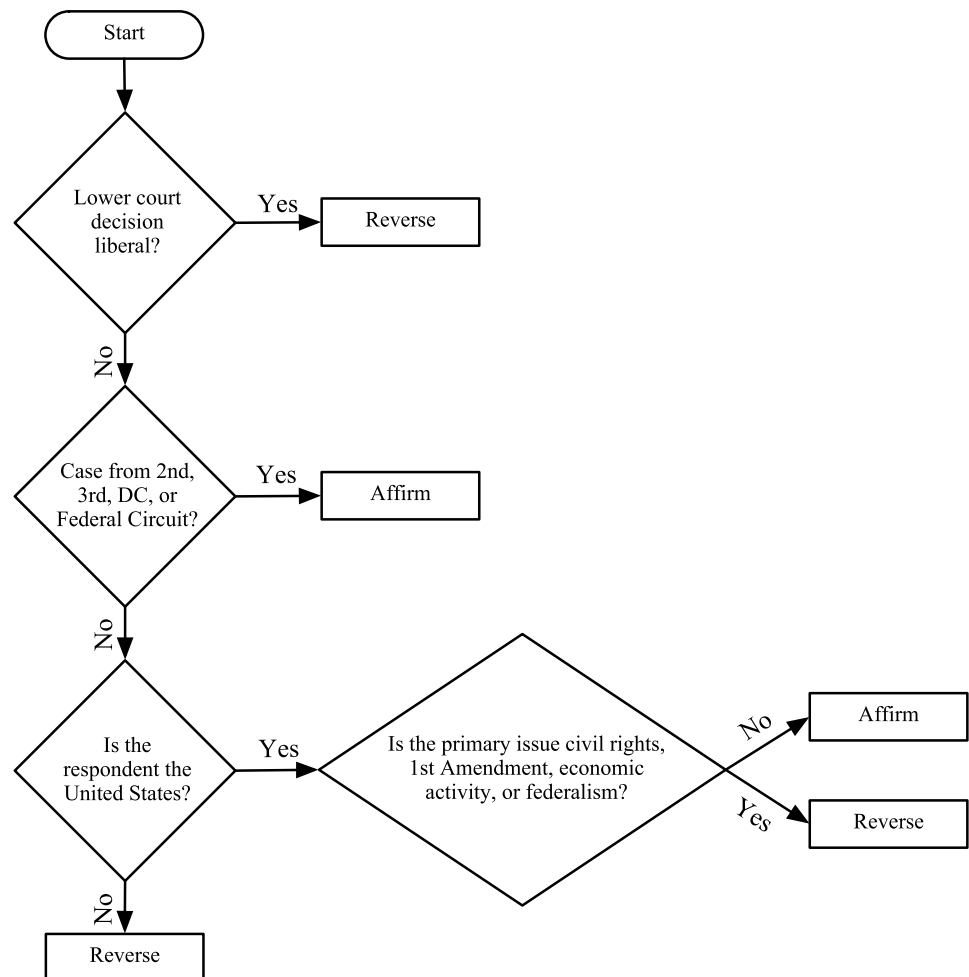 Start
Lower court
decision
liberal?
Yes
Reverse
No
Case from 2nd,
3rd, DC, or
Federal Circuit?
Yes
Affirm
No
Is the
respondent the
United States?
Yes
Is the primary issue civil rights,
1st Amendment, economic
activity, or federalism?
No
Affirm
Yes
Reverse
No
Reverse